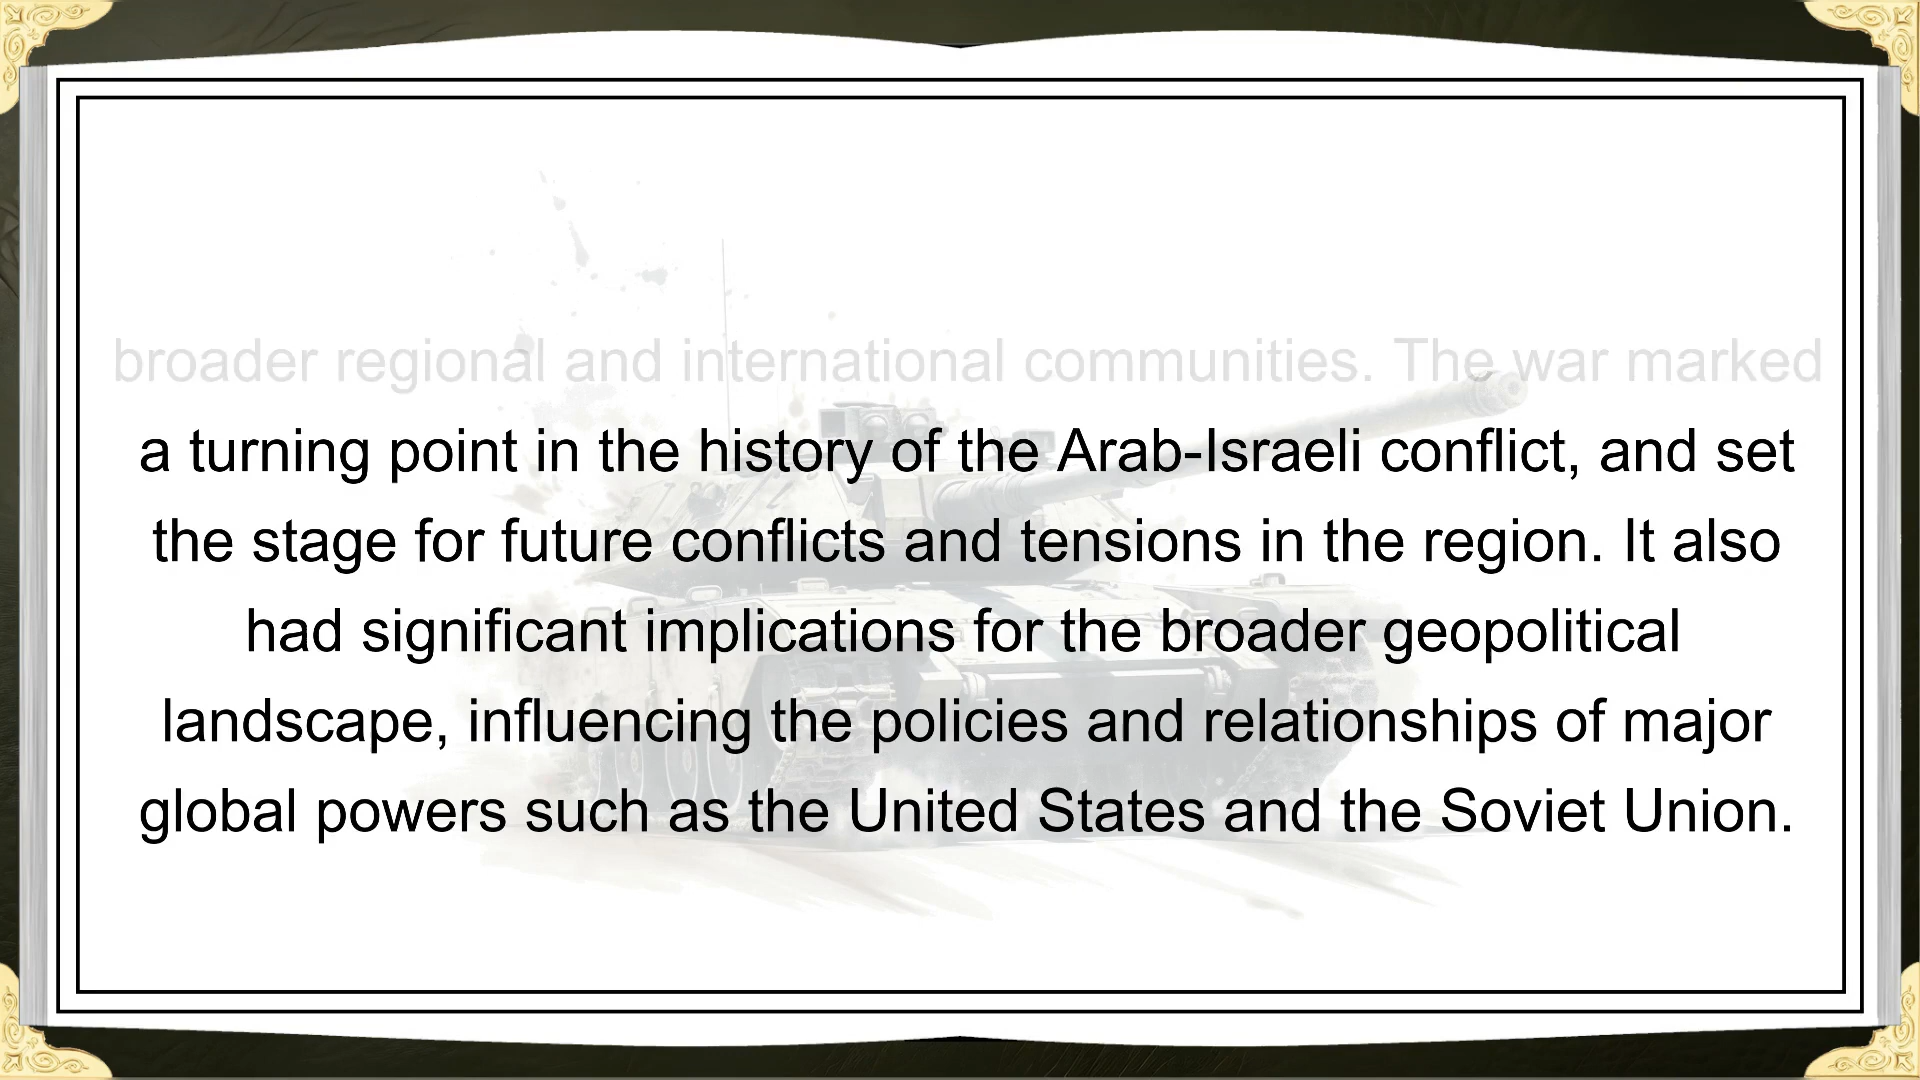 broader regional and international communities. The war marked
a turning point in the history of the Arab-Israeli conflict, and set
the stage for future conflicts and tensions in the region. It also
had significant implications for the broader geopolitical
landscape, influencing the policies and relationships of major
global powers such as the United States and the Soviet Union.